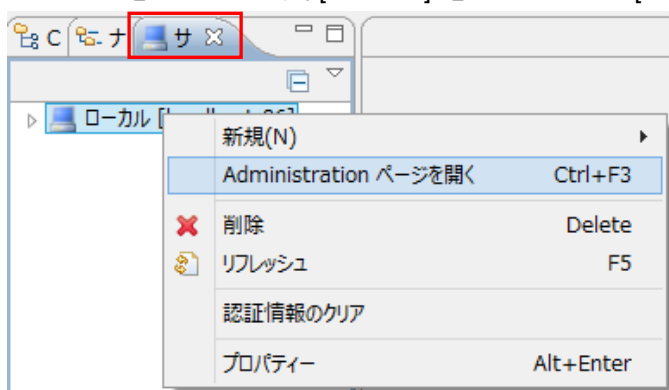 C ナ サ
ローカル [
新規(N)
Administration ページを開く Ctrl+F3
削除 Delete
リフレッシュ F5
認証情報のクリア
プロパティー Alt+Enter